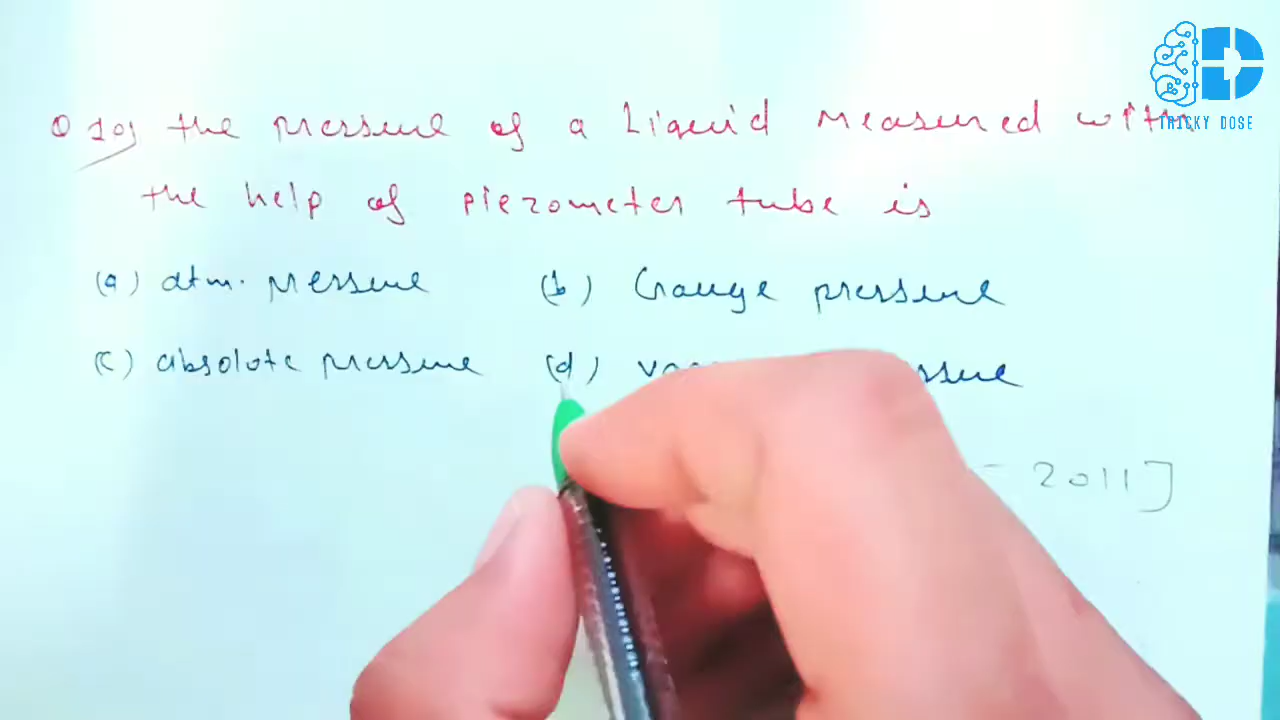 Q 10) the pressure of a Liquid measured with
the help of piezometer tube is
(a) atm. pressure (b) Gauge pressure
(c) absolute pressure (d)
2011]
TRICKY DOSE